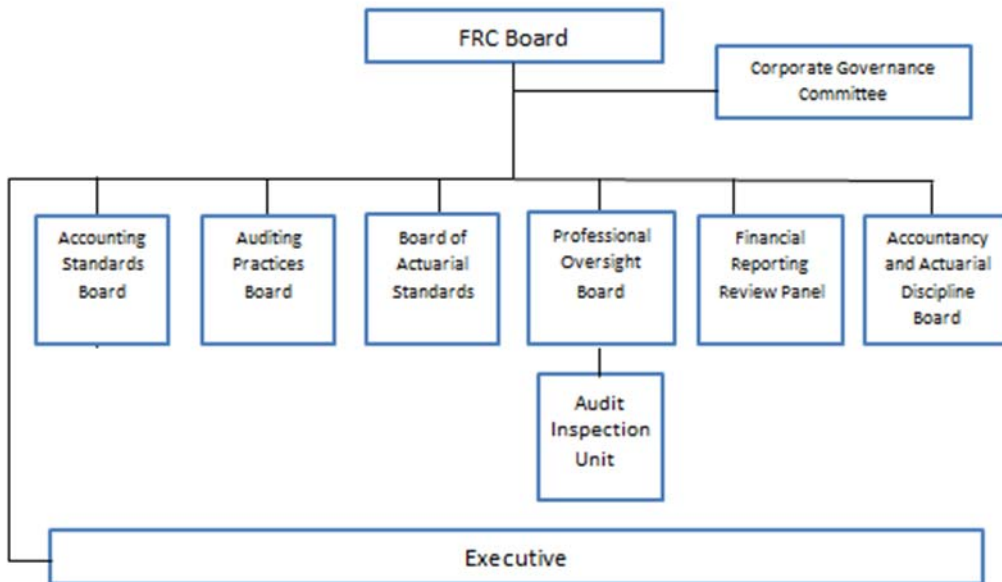 FRC Board
Corporate Governance
Committee
Accounting
Standards
Board
Auditing
Practices
Board
Board of
Actuarial
Standards
Professional
Oversight
Board
Financial
Reporting
Review Panel
Accountancy
and Actuarial
Discipline
Board
Audit
Inspection
Unit
Executive